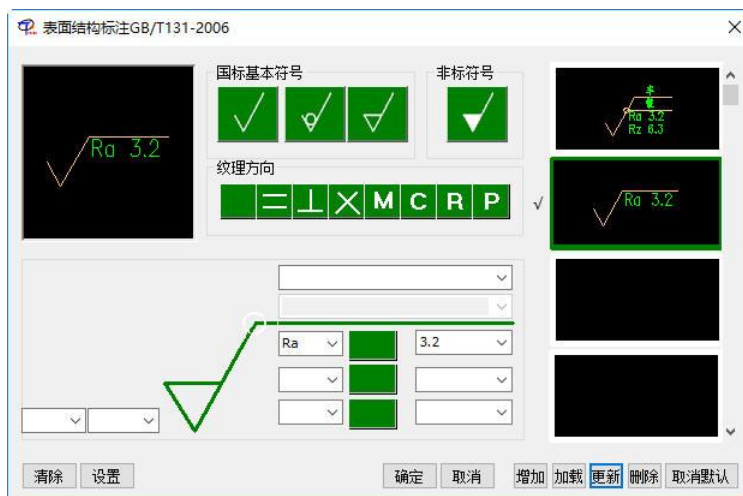 表面结构标注GB/T131-2006
国标基本符号
非标符号
Ra 3.2
纹理方向
M C R P
Ra 3.2
Rz 6.3
√
Ra 3.2
Ra
3.2
清除
设置
确定
取消
增加
加载
更新
删除
取消默认